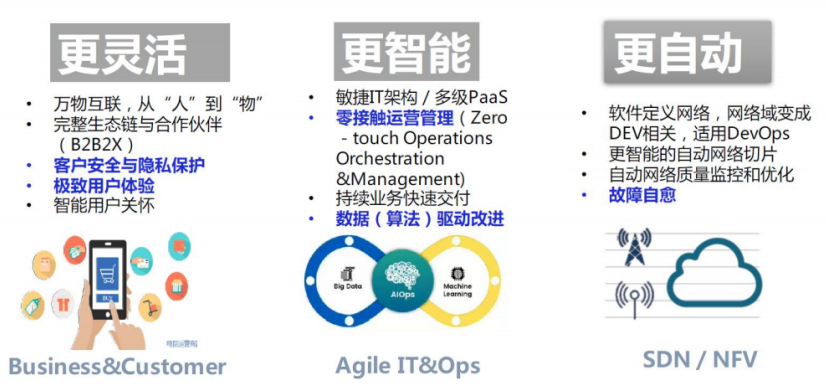 更灵活
万物互联，从“人”到“物”
完整生态链与合作伙伴
（B2B2X）
客户安全与隐私保护
极致用户体验
智能用户关怀
BUY
Business&Customer
更智能
敏捷IT架构 / 多级PaaS
零接触运营管理（Zero
- touch Operations
Orchestration
&Management)
持续业务快速交付
数据（算法）驱动改进
Big Data
AIOps
Machine
Learning
Agile IT&Ops
更自动
软件定义网络，网络域变成
DEV相关，适用DevOps
更智能的自动网络切片
自动网络质量监控和优化
故障自愈
SDN / NFV